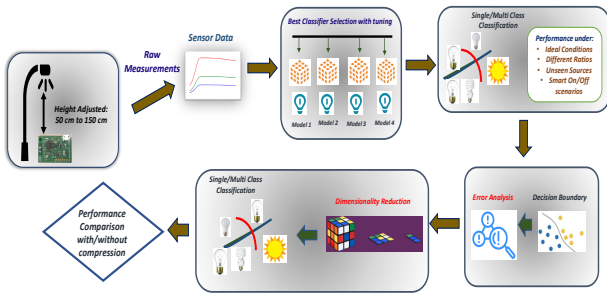 Height Adjusted:
50 cm to 150 cm
Raw
Measurements
Sensor Data
Best Classifier Selection with tuning
Model 1
Model 2
Model 3
Model 4
Single/Multi Class
Classification
Performance under:
• Ideal Conditions
• Different Ratios
• Unseen Sources
• Smart On/Off
scenarios
Error Analysis
Decision Boundary
Single/Multi Class
Classification
Dimensionality Reduction
Performance
Comparison
with/without
compression